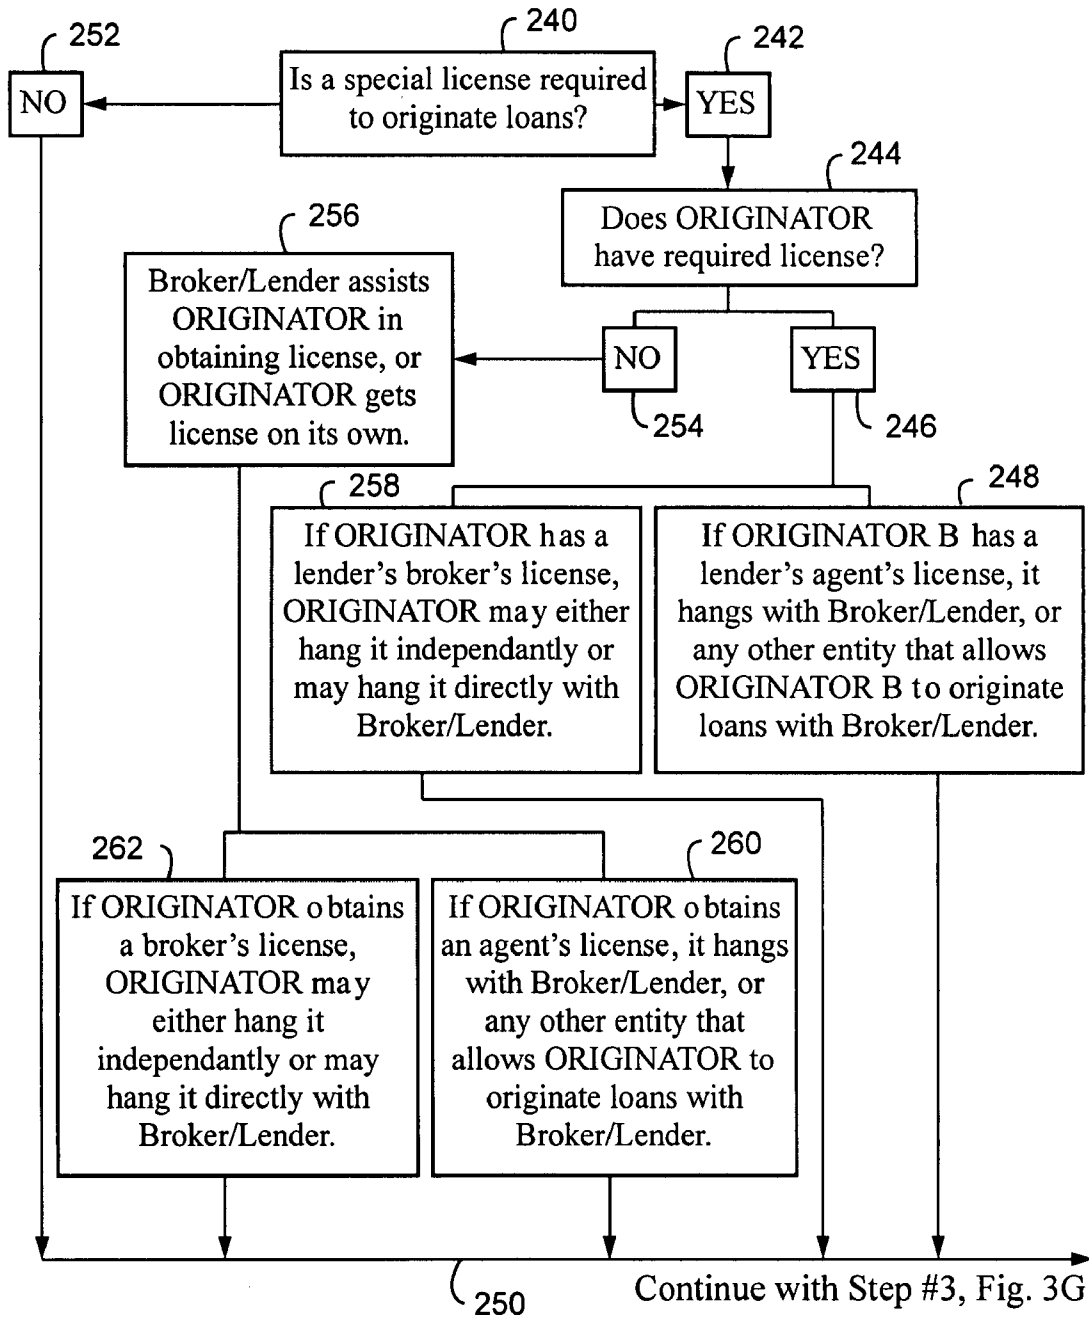 240
252
242
Is a special license required
to originate loans?
NO
YES
244
Does ORIGINATOR
have required license?
256
Broker/Lender assists
ORIGINATOR in
obtaining license, or
ORIGINATOR gets
license on its own.
NO
YES
254
246
258
If ORIGINATOR has a
lender's broker's license,
ORIGINATOR may either
hang it independantly or
may hang it directly with
Broker/Lender.
248
If ORIGINATOR B has a
lender's agent's license, it
hangs with Broker/Lender, or
any other entity that allows
ORIGINATOR B to originate
loans with Broker/Lender.
262
If ORIGINATOR obtains
a broker's license,
ORIGINATOR may
either hang it
independantly or may
hang it directly with
Broker/Lender.
260
If ORIGINATOR obtains
an agent's license, it hangs
with Broker/Lender, or
any other entity that
allows ORIGINATOR to
originate loans with
Broker/Lender.
250
Continue with Step #3, Fig. 3G